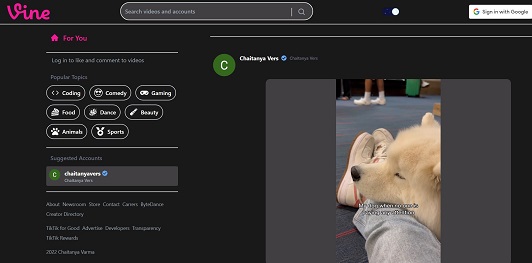 Vine
Search videos and accounts
Sign in with Google
For You
Log in to like and comment to videos
Popular Topics
Coding
Comedy
Gaming
Food
Dance
Beauty
Animals
Sports
Suggested Accounts
C
chaitanyavers
Chaitanya Vers
About Newsroom Store Contact Careers ByteDance
Creator Directory
TikTok for Good Advertise Developers Transparency
TikTok Rewards
2022 Chaitanya Varma
C
Chaitanya Vers Chaitanya Vers
My dog when no one is
paying any attention